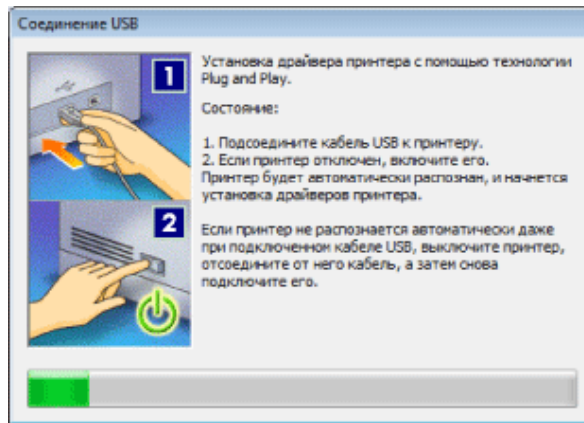 Соединение USB
1
Установка драйвера принтера с помощью технологии
Plug and Play.
Состояние:
1. Подсоедините кабель USB к принтеру.
2. Если принтер отключен, включите его.
Принтер будет автоматически распознан, и начнется
установка драйверов принтера.
2
Если принтер не распознается автоматически даже
при подключенном кабеле USB, выключите принтер,
отсоедините от него кабель, а затем снова
подключите его.